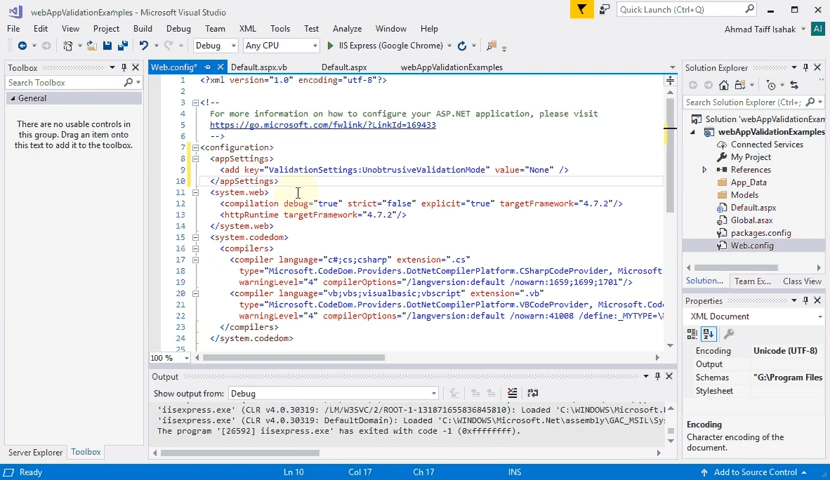 webAppValidationExamples - Microsoft Visual Studio
Quick Launch (Ctrl+Q)
File Edit View Project Build Debug Team XML Tools Test Analyze Window Help
Ahmad Taiff Isahak AI
Debug Any CPU IIS Express (Google Chrome)
Toolbox
Search Toolbox
General
There are no usable controls in
this group. Drag an item onto
this text to add it to the toolbox.
Server Explorer Toolbox
Web.config* Default.aspx.vb Default.aspx webAppValidationExamples
1 <?xml version="1.0" encoding="utf-8"?>
2
3 <!--
4 For more information on how to configure your ASP.NET application, please visit
5 https://go.microsoft.com/fwlink/?LinkId=169433
6 -->
7 <configuration>
8 <appSettings>
9 <add key="ValidationSettings:UnobtrusiveValidationMode" value="None" />
10 </appSettings>
11 <system.web>
12 <compilation debug="true" strict="false" explicit="true" targetFramework="4.7.2"/>
13 <httpRuntime targetFramework="4.7.2"/>
14 </system.web>
15 <system.codedom>
16 <compilers>
17 <compiler language="c#;cs;csharp" extension=".cs"
18 type="Microsoft.CodeDom.Providers.DotNetCompilerPlatform.CSharpCodeProvider, Microsoft
19 warningLevel="4" compilerOptions="/langversion:default /nowarn:1659;1699;1701"/>
20 <compiler language="vb;vbs;visualbasic;vbscript" extension=".vb"
21 type="Microsoft.CodeDom.Providers.DotNetCompilerPlatform.VBCodeProvider, Microsoft.Cod
22 warningLevel="4" compilerOptions="/langversion:default /nowarn:41008 /define:_MYTYPE=\
23 </compilers>
24 </system.codedom>
25
100 %
Output
Show output from: Debug
'iisexpress.exe' (CLR v4.0.30319: /LM/W3SVC/2/ROOT-1-131871655836845810): Loaded 'C:\WINDOWS\Microsoft.
'iisexpress.exe' (CLR v4.0.30319: DefaultDomain): Loaded 'C:\WINDOWS\Microsoft.Net\assembly\GAC_MSIL\Sys
The program '[26592] iisexpress.exe' has exited with code -1 (0xffffffff).
Solution Explorer
Search Solution Explorer (Ctrl+;)
Solution 'webAppValidationExam
webAppValidationExamples
Connected Services
My Project
References
App_Data
Models
Default.aspx
Global.asax
packages.config
Web.config
Solution... Team Ex... Class View
Properties
XML Document
Encoding Unicode (UTF-8)
Output
Schemas "G:\Program Files
Stylesheet
Encoding
Character encoding of the
document.
Ready Ln 10 Col 17 Ch 17 INS Add to Source Control